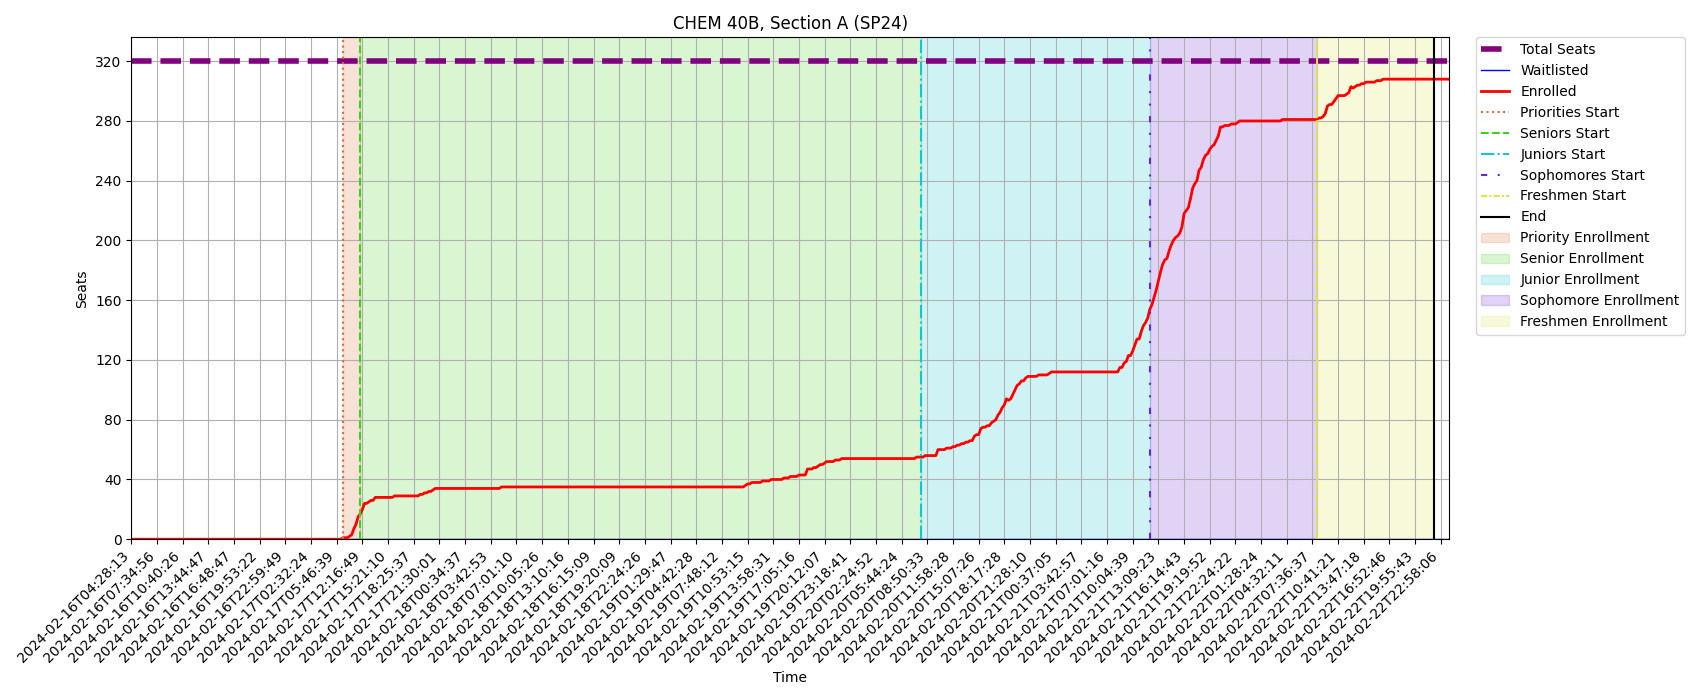 CHEM 40B, Section A (SP24)
320
280
240
200
160
120
80
40
0
Seats
2024-02-16T04:28:13
2024-02-16T07:34:56
2024-02-16T10:40:26
2024-02-16T13:44:47
2024-02-16T16:48:47
2024-02-16T19:53:22
2024-02-16T22:59:49
2024-02-17T02:32:24
2024-02-17T05:46:39
2024-02-17T12:16:49
2024-02-17T15:21:10
2024-02-17T18:25:37
2024-02-17T21:30:01
2024-02-18T00:34:37
2024-02-18T03:42:53
2024-02-18T07:01:10
2024-02-18T10:05:26
2024-02-18T13:10:16
2024-02-18T16:15:09
2024-02-18T19:20:09
2024-02-18T22:24:26
2024-02-19T01:29:47
2024-02-19T04:42:28
2024-02-19T07:48:12
2024-02-19T10:53:15
2024-02-19T13:58:31
2024-02-19T17:05:16
2024-02-19T20:12:07
2024-02-19T23:18:41
2024-02-20T02:24:52
2024-02-20T05:44:24
2024-02-20T08:50:33
2024-02-20T11:58:28
2024-02-20T15:07:26
2024-02-20T18:17:28
2024-02-20T21:28:10
2024-02-21T00:37:05
2024-02-21T03:42:57
2024-02-21T07:01:16
2024-02-21T10:04:39
2024-02-21T13:09:23
2024-02-21T16:14:43
2024-02-21T19:19:52
2024-02-21T22:24:22
2024-02-22T01:28:24
2024-02-22T04:32:11
2024-02-22T07:36:37
2024-02-22T10:41:21
2024-02-22T13:47:18
2024-02-22T16:52:46
2024-02-22T19:55:43
2024-02-22T22:58:06
Time
Total Seats
Waitlisted
Enrolled
Priorities Start
Seniors Start
Juniors Start
Sophomores Start
Freshmen Start
End
Priority Enrollment
Senior Enrollment
Junior Enrollment
Sophomore Enrollment
Freshmen Enrollment